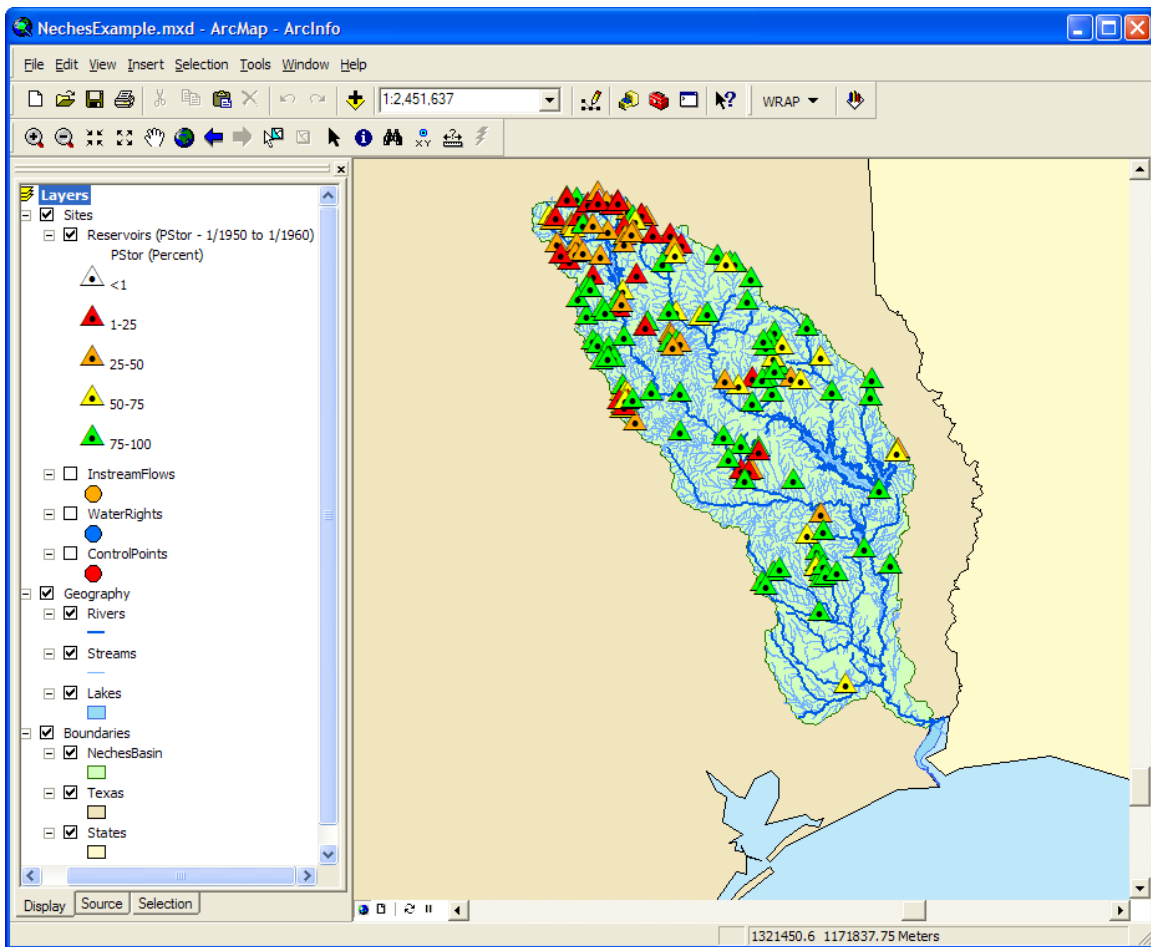 NechesExample.mxd - ArcMap - ArcInfo
File Edit View Insert Selection Tools Window Help
1:2,451,637
WRAP
XY
Layers
Sites
Reservoirs (PStor - 1/1950 to 1/1960)
PStor (Percent)
<1
1-25
25-50
50-75
75-100
InstreamFlows
WaterRights
ControlPoints
Geography
Rivers
Streams
Lakes
Boundaries
NechesBasin
Texas
States
Display Source Selection
1321450.6 1171837.75 Meters